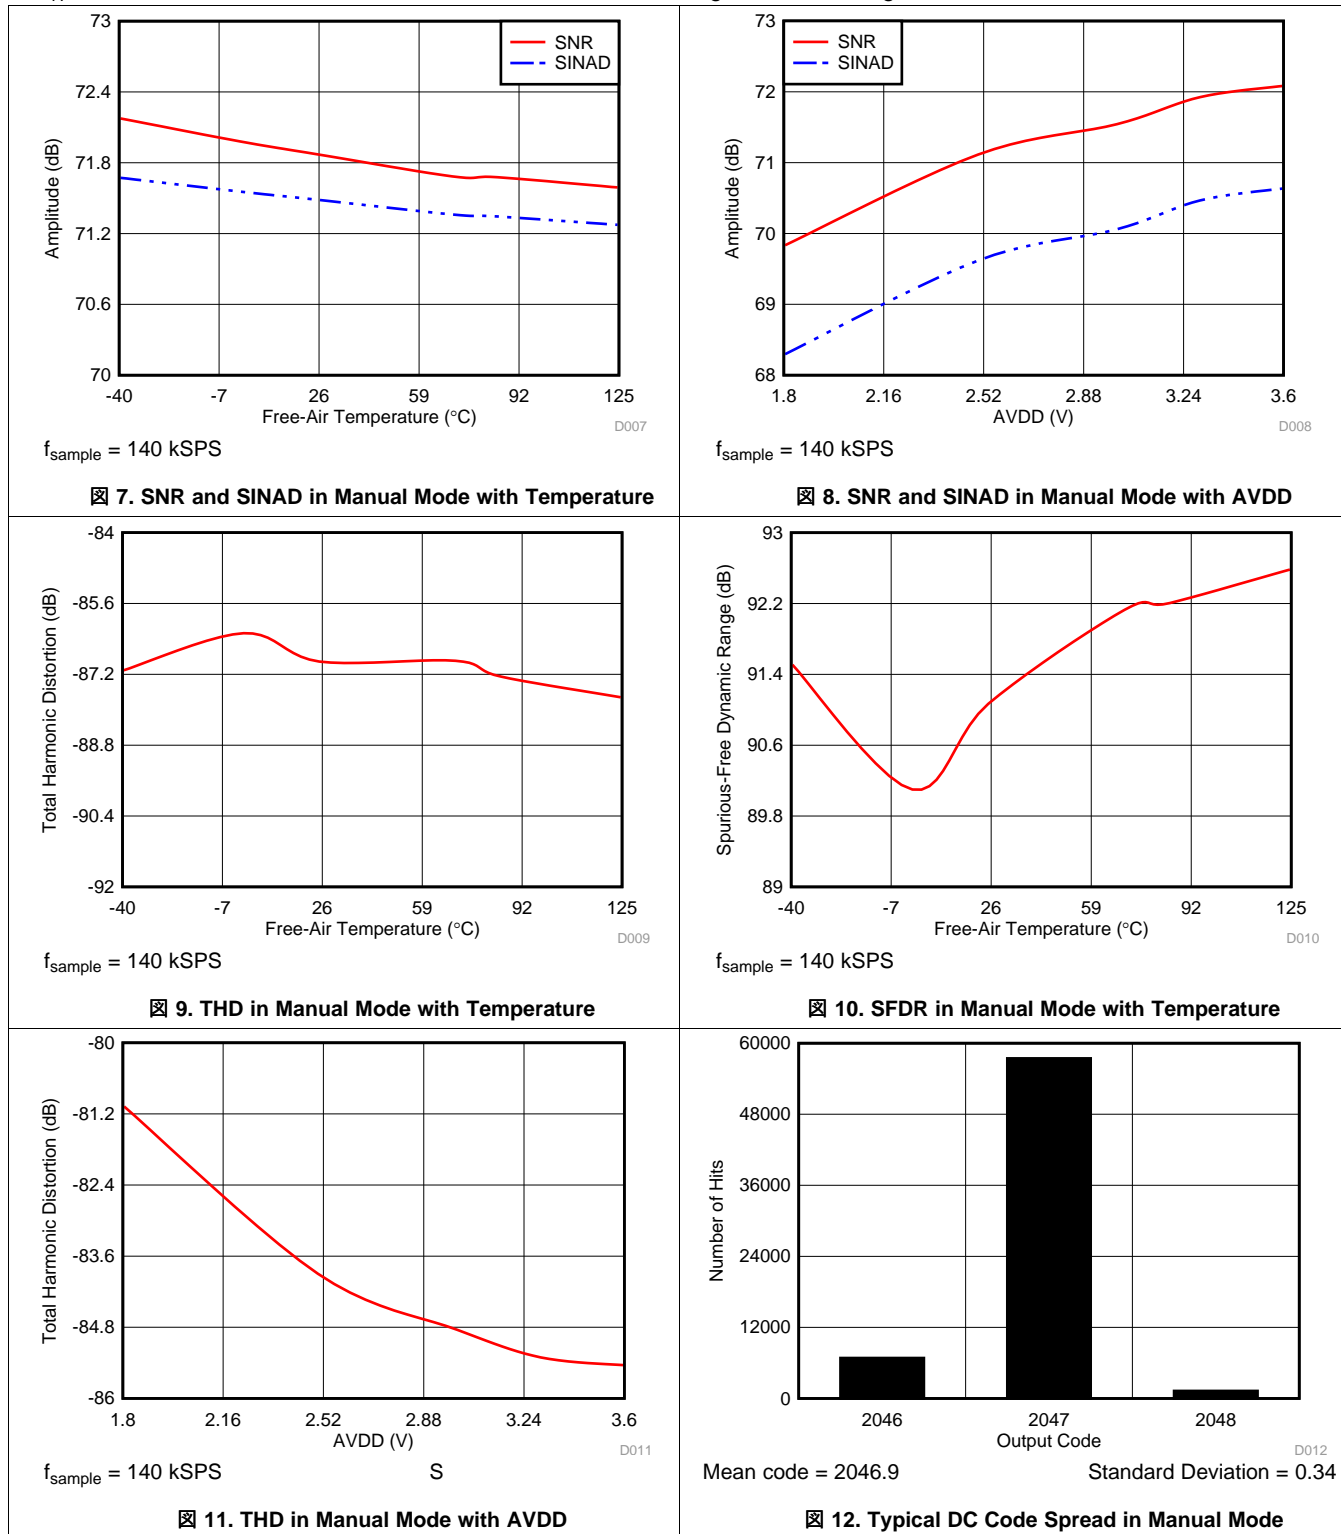 73
72.4
71.8
71.2
70.6
70
-40 -7 26 59 92 125
Amplitude (dB)
Free-Air Temperature (°C)
SNR
SINAD
D007
fsample = 140 kSPS
図 7. SNR and SINAD in Manual Mode with Temperature
73
72
71
70
69
68
1.8 2.16 2.52 2.88 3.24 3.6
Amplitude (dB)
AVDD (V)
SNR
SINAD
D008
fsample = 140 kSPS
図 8. SNR and SINAD in Manual Mode with AVDD
-84
-85.6
-87.2
-88.8
-90.4
-92
-40 -7 26 59 92 125
Total Harmonic Distortion (dB)
Free-Air Temperature (°C)
D009
fsample = 140 kSPS
図 9. THD in Manual Mode with Temperature
93
92.2
91.4
90.6
89.8
89
-40 -7 26 59 92 125
Spurious-Free Dynamic Range (dB)
Free-Air Temperature (°C)
D010
fsample = 140 kSPS
図 10. SFDR in Manual Mode with Temperature
-80
-81.2
-82.4
-83.6
-84.8
-86
1.8 2.16 2.52 2.88 3.24 3.6
Total Harmonic Distortion (dB)
AVDD (V)
D011
fsample = 140 kSPS S
図 11. THD in Manual Mode with AVDD
60000
48000
36000
24000
12000
0
2046 2047 2048
Number of Hits
Output Code
D012
Mean code = 2046.9 Standard Deviation = 0.34
図 12. Typical DC Code Spread in Manual Mode